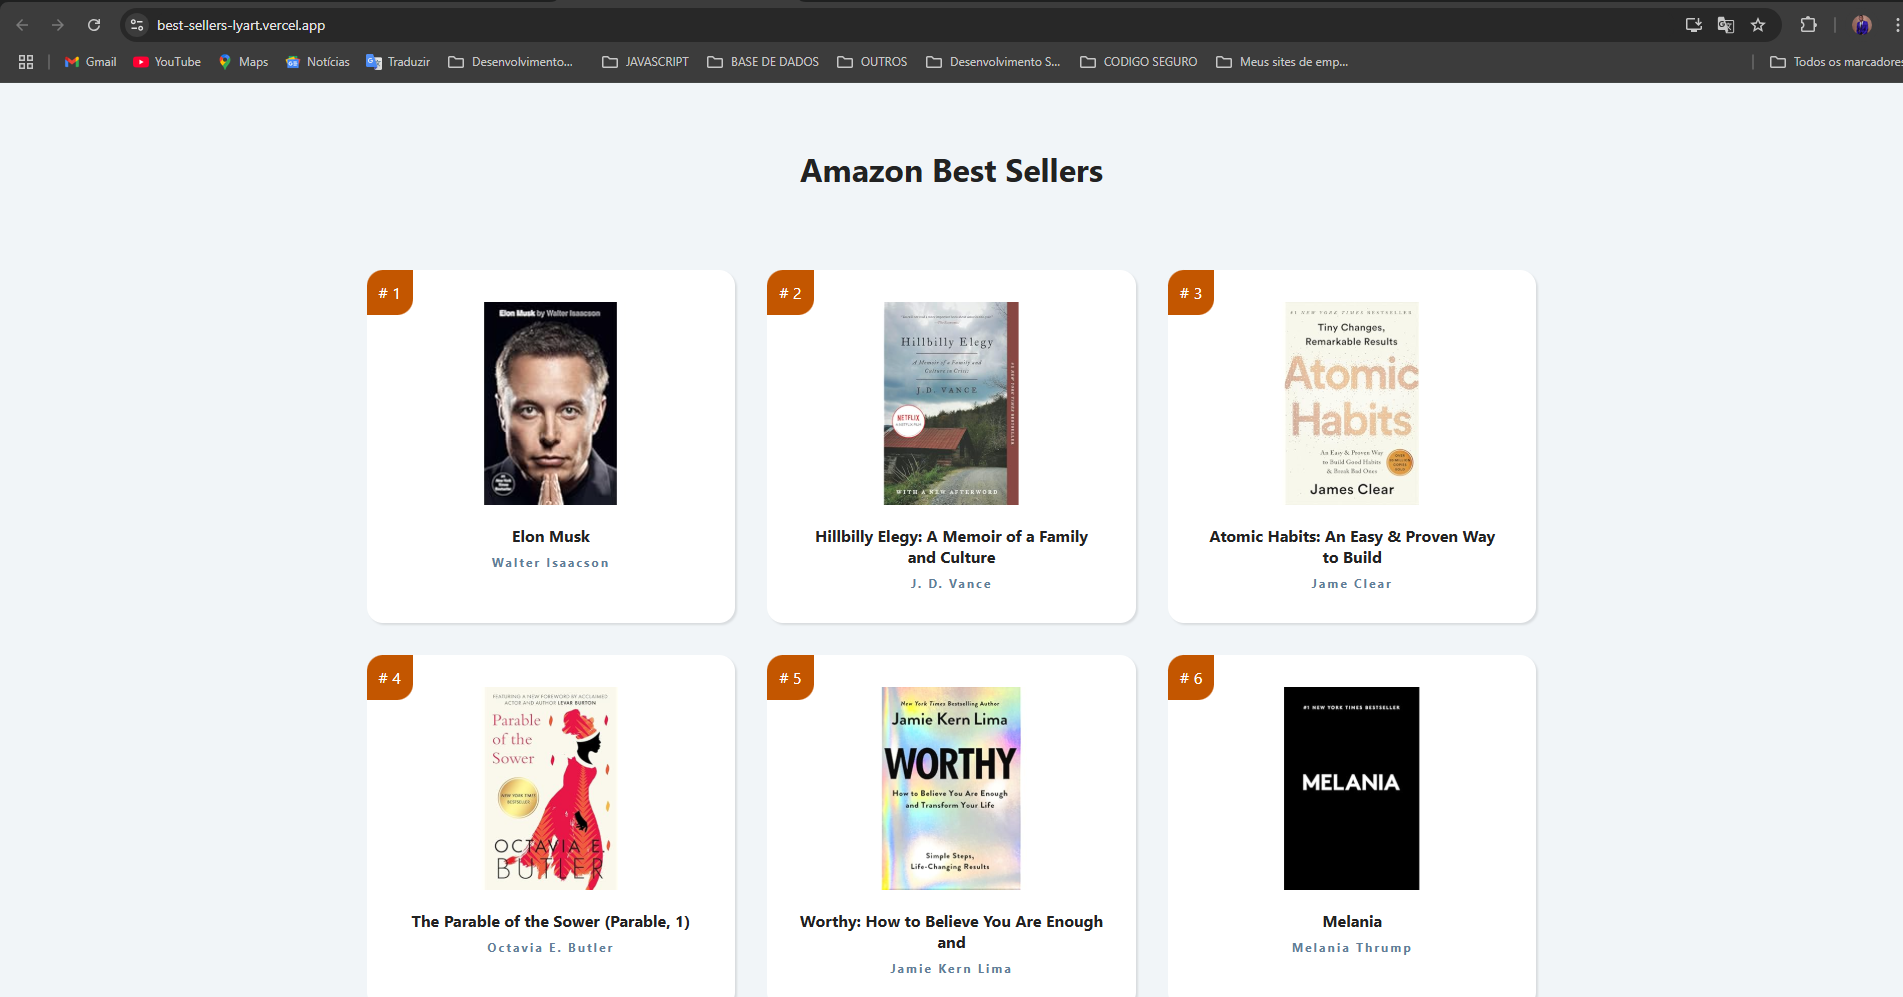 best-sellers-lyart.vercel.app
Gmail YouTube Maps Notícias Traduzir Desenvolvimento... JAVASCRIPT BASE DE DADOS OUTROS Desenvolvimento S... CODIGO SEGURO Meus sites de emp... Todos os marcadores
Amazon Best Sellers
# 1
Elon Musk by Walter Isaacson
Elon Musk
Walter Isaacson
# 2
Hillbilly Elegy
A Memoir of a Family and
Culture in Crisis
J.D. VANCE
NETFLIX
WITH A NEW AFTERWORD
Hillbilly Elegy: A Memoir of a Family
and Culture
J. D. Vance
# 3
#1 NEW YORK TIMES BESTSELLER
Tiny Changes,
Remarkable Results
Atomic
Habits
An Easy & Proven Way
to Build Good Habits
& Break Bad Ones
James Clear
Atomic Habits: An Easy & Proven Way
to Build
Jame Clear
# 4
FEATURING A NEW FOREWORD BY ACCLAIMED
ACTOR AND AUTHOR LEVAR BURTON
Parable
of the
Sower
NEW YORK TIMES
BESTSELLER
OCTAVIA E.
BUTLER
The Parable of the Sower (Parable, 1)
Octavia E. Butler
# 5
New York Times Bestselling Author
Jamie Kern Lima
WORTHY
How to Believe You Are Enough
and Transform Your Life
Simple Steps,
Life-Changing Results
Worthy: How to Believe You Are Enough
and
Jamie Kern Lima
# 6
#1 NEW YORK TIMES BESTSELLER
MELANIA
Melania
Melania Thrump